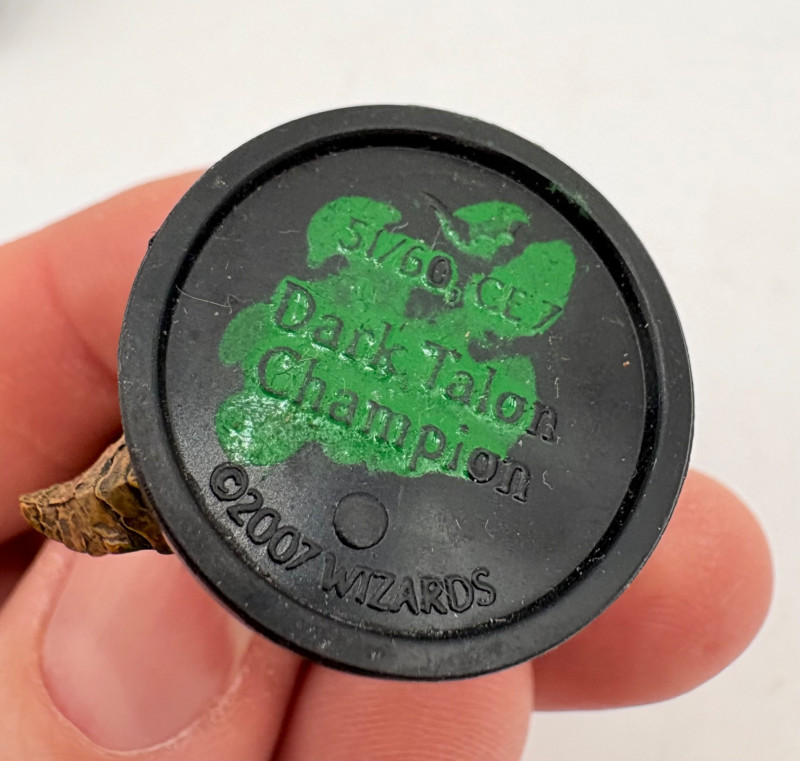 51/60, CE 7
Dark Talon
Champion
©2007 WIZARDS